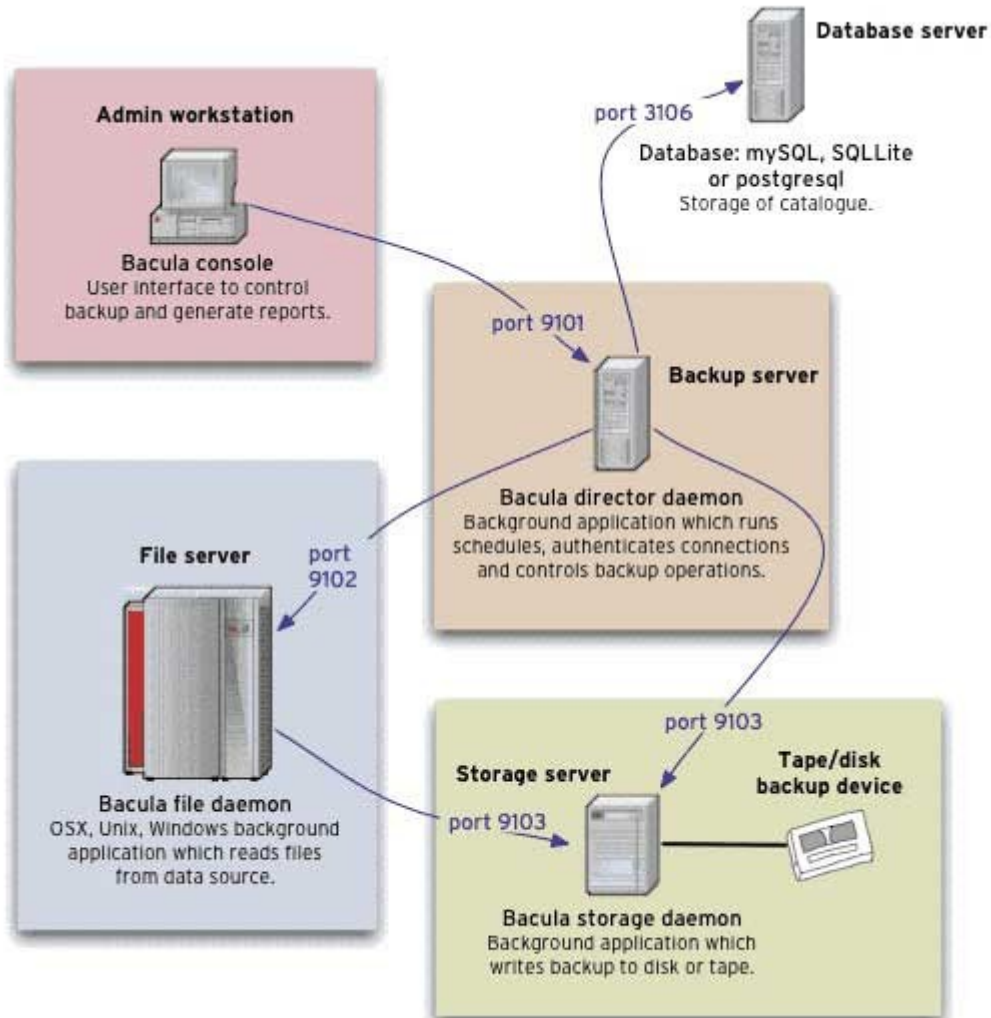 Database server
port 3106
Database: mySQL, SQLLite
or postgresql
Storage of catalogue.
Admin workstation
Bacula console
User interface to control
backup and generate reports.
port 9101
Backup server
Bacula director daemon
Background application which runs
schedules, authenticates connections
and controls backup operations.
port
9102
File server
Bacula file daemon
OSX, Unix, Windows background
application which reads files
from data source.
port 9103
port 9103
Storage server
Tape/disk
backup device
Bacula storage daemon
Background application which
writes backup to disk or tape.